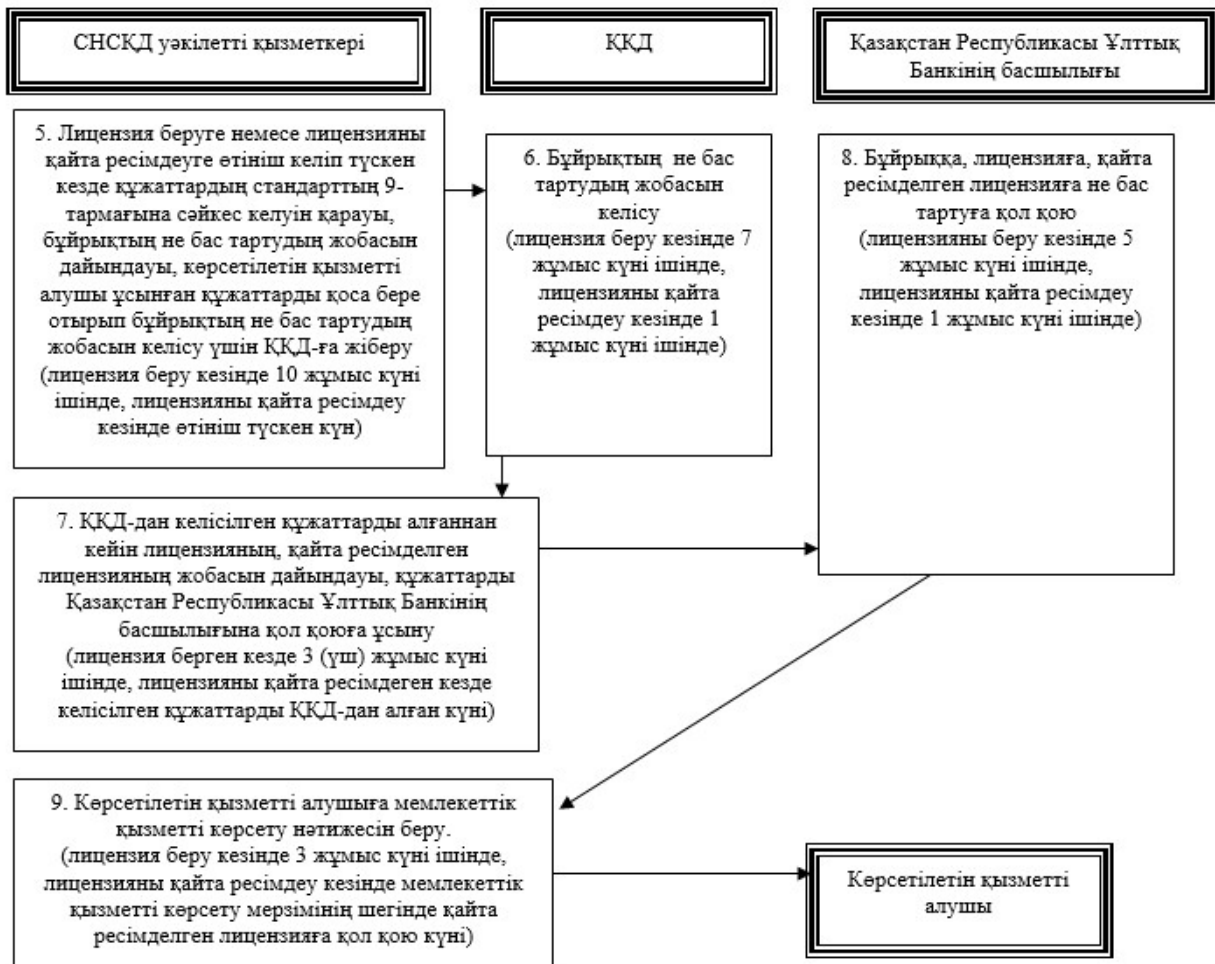 СНСҚД уәкілетті қызметкері
ҚҚД
Қазақстан Республикасы Ұлттық
Банкінің басшылығы
5. Лицензия беруге немесе лицензияны
қайта ресімдеуге өтініш келіп түскен
кезде құжаттардың стандарттың 9-
тармағына сәйкес келуін қарауы,
бұйрықтың не бас тартудың жобасын
дайындауы, көрсетілетін қызметті
алушы ұсынған құжаттарды қоса бере
отырып бұйрықтың не бас тартудың
жобасын келісу үшін ҚҚД-ға жіберу
(лицензия беру кезінде 10 жұмыс күні
ішінде, лицензияны қайта ресімдеу
кезінде өтініш түскен күн)
6. Бұйрықтың не бас
тартудың жобасын
келісу
(лицензия беру кезінде 7
жұмыс күні ішінде,
лицензияны қайта
ресімдеу кезінде 1
жұмыс күні ішінде)
8. Бұйрыққа, лицензияға, қайта
ресімделген лицензияға не бас
тартуға қол қою
(лицензияны беру кезінде 5
жұмыс күні ішінде,
лицензияны қайта ресімдеу
кезінде 1 жұмыс күні ішінде)
7. ҚҚД-дан келісілген құжаттарды алғаннан
кейін лицензияның, қайта ресімделген
лицензияның жобасын дайындауы, құжаттарды
Қазақстан Республикасы Ұлттық Банкінің
басшылығына қол қоюға ұсыну
(лицензия берген кезде 3 (үш) жұмыс күні
ішінде, лицензияны қайта ресімдеген кезде
келісілген құжаттарды ҚҚД-дан алған күні)
9. Көрсетілетін қызметті алушыға мемлекеттік
қызметті көрсету нәтижесін беру.
(лицензия беру кезінде 3 жұмыс күні ішінде,
лицензияны қайта ресімдеу кезінде мемлекеттік
қызметті көрсету мерзімінің шегінде қайта
ресімделген лицензияға қол қою күні)
Көрсетілетін қызметті
алушы